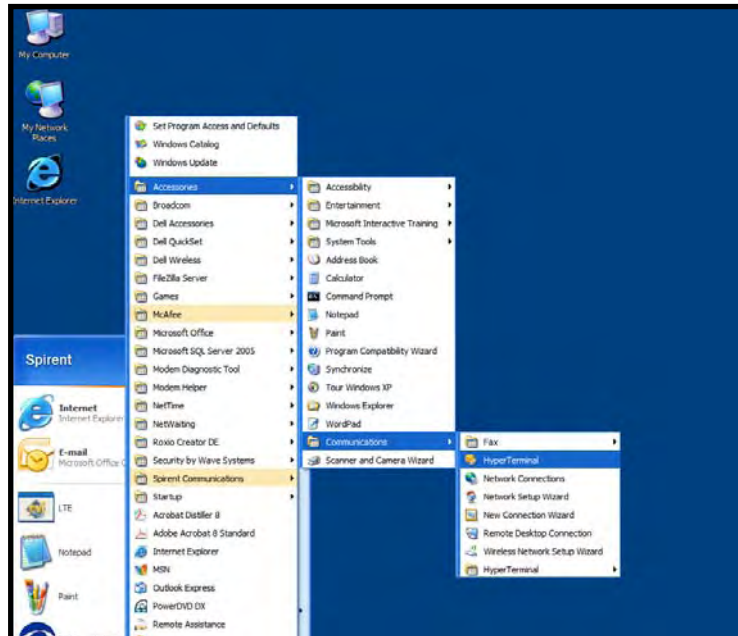 My Computer
My Network
Places
Internet Explorer
Set Program Access and Defaults
Windows Catalog
Windows Update
Accessories
Broadcom
Dell Accessories
Dell QuickSet
Dell Wireless
FileZilla Server
Games
McAfee
Microsoft Office
Microsoft SQL Server 2005
Modem Diagnostic Tool
Modem Helper
NetTime
NetWaiting
Roxio Creator DE
Security by Wave Systems
Spirent Communications
Startup
Acrobat Distiller 8
Adobe Acrobat 8 Standard
Internet Explorer
MSN
Outlook Express
PowerDVD DX
Remote Assistance
Accessibility
Entertainment
Microsoft Interactive Training
System Tools
Address Book
Calculator
Command Prompt
Notepad
Paint
Program Compatibility Wizard
Synchronize
Tour Windows XP
Windows Explorer
WordPad
Communications
Scanner and Camera Wizard
Fax
HyperTerminal
Network Connections
Network Setup Wizard
New Connection Wizard
Remote Desktop Connection
Wireless Network Setup Wizard
HyperTerminal
Spirent
Internet
Internet Explorer
E-mail
Microsoft Office
LTE
Notepad
Paint